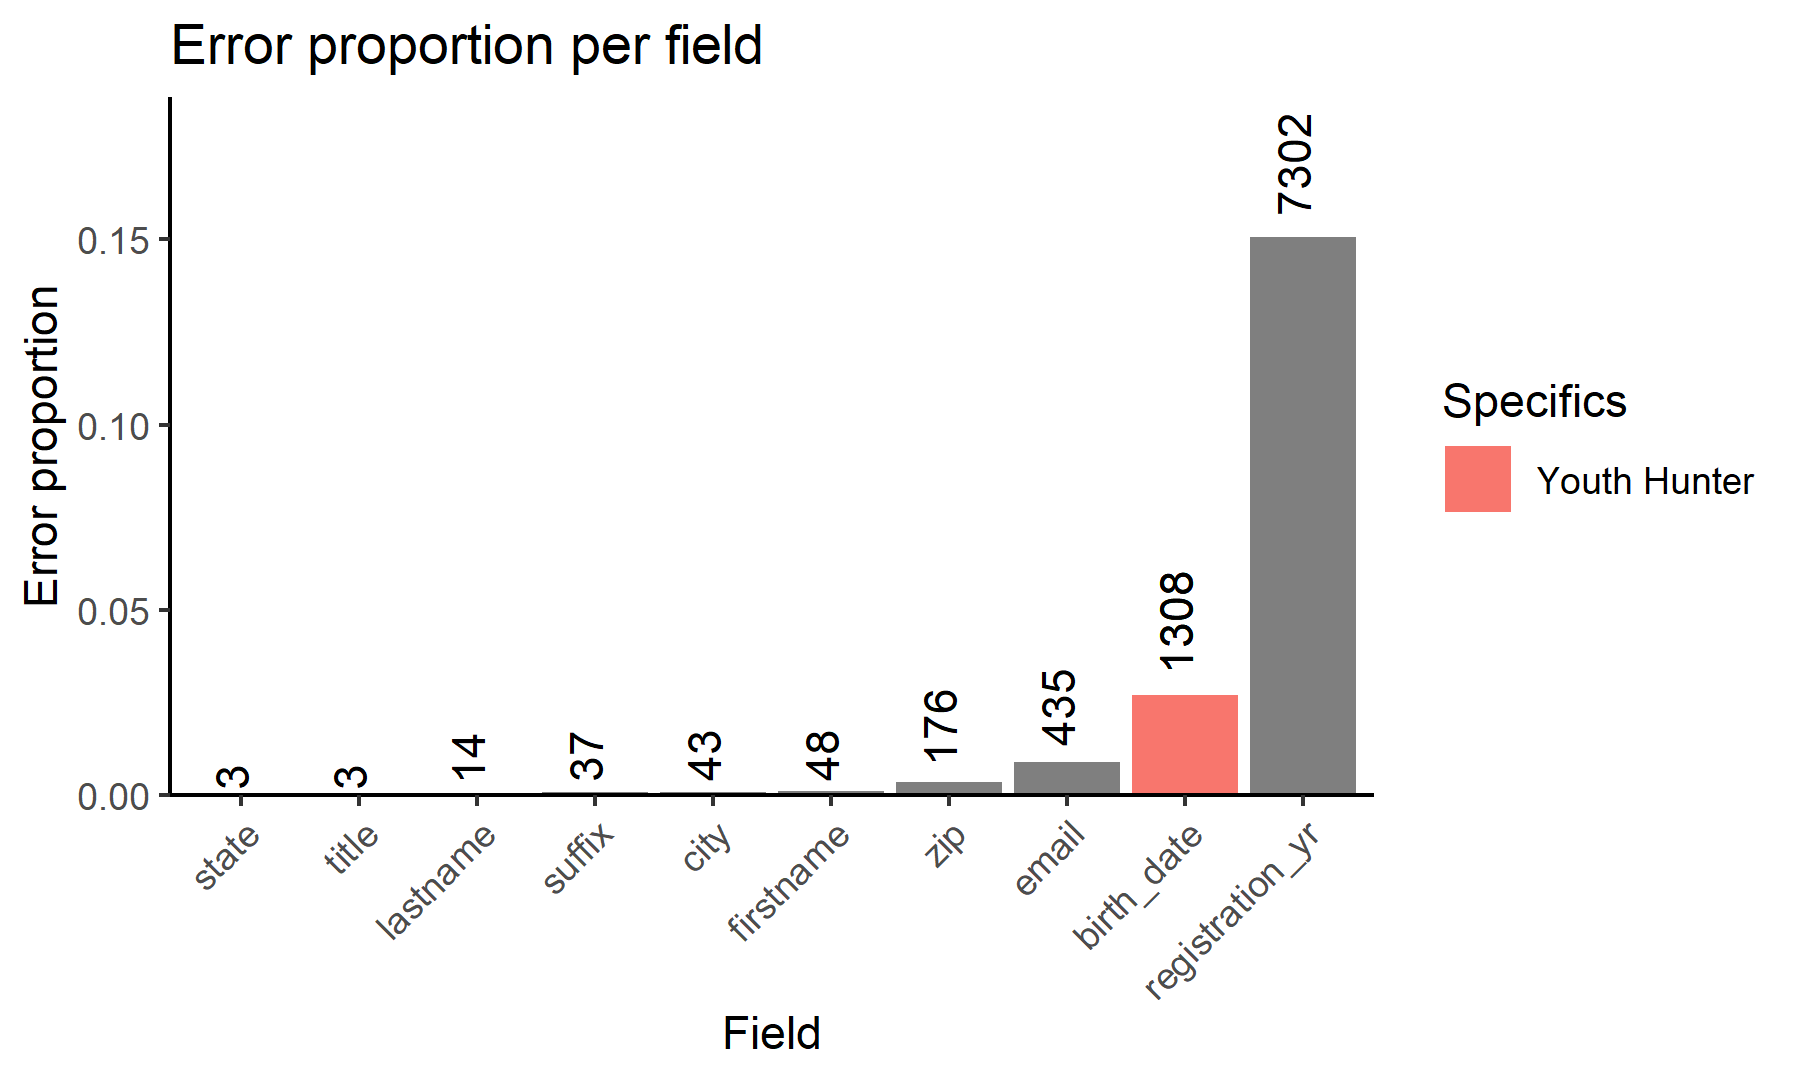 Error proportion per field
Error proportion
0.15
0.10
0.05
0.00
3
3
14
37
43
48
176
435
1308
7302
state
title
lastname
suffix
city
firstname
zip
email
birth_date
registration_yr
Field
Specifics
Youth Hunter